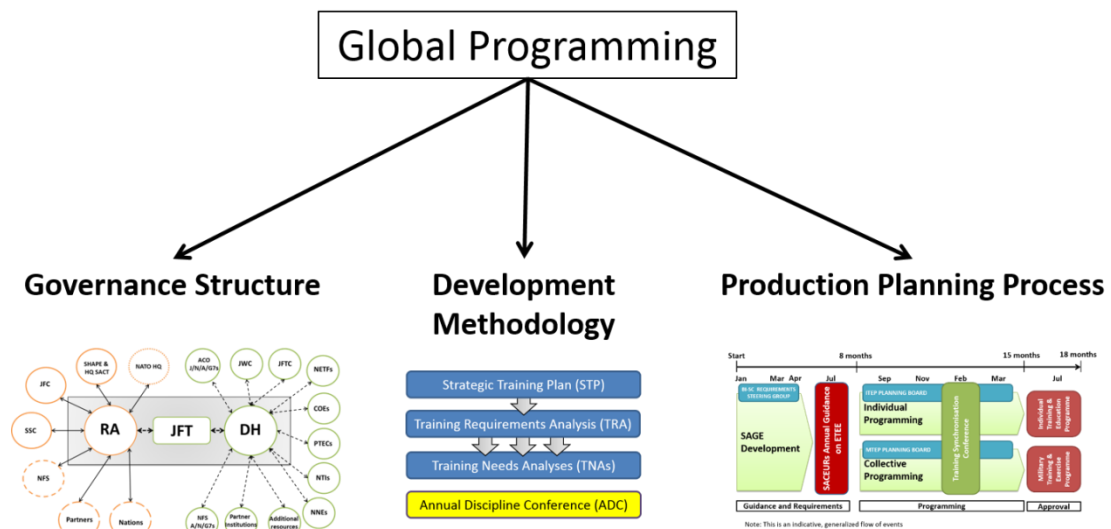 Global Programming
Governance Structure
Development
Methodology
Production Planning Process
SHAPE &
HQ SACT
NATO HQ
JFC
SSC
NFS
Partners
Nations
RA
JFT
DH
ACO
J/N/A/G7s
JWC
JFTC
NETFs
COEs
PTECs
NTIs
NNEs
Additional
resources
Partner
Institutions
NFS
A/N/G7s
Strategic Training Plan (STP)
Training Requirements Analysis (TRA)
Training Needs Analyses (TNAs)
Annual Discipline Conference (ADC)
Start
8 months
15 months
18 months
Jan
Mar
Apr
Jul
Sep
Nov
Feb
Mar
Jul
BI-SC REQUIREMENTS
STEERING GROUP
SAGE
Development
SACEURs Annual Guidance
on ETEE
ITEP PLANNING BOARD
Individual
Programming
MTEP PLANNING BOARD
Collective
Programming
Training Synchronisation
Conference
Individual
Training &
Education
Programme
Military
Training &
Exercise
Programme
Guidance and Requirements
Programming
Approval
Note: This is an indicative, generalized flow of events